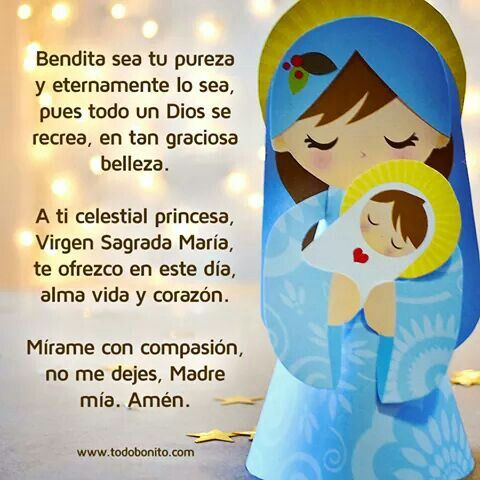 Bendita sea tu pureza
y eternamente lo sea,
pues todo un Dios se
recrea, en tan graciosa
belleza.
A ti celestial princesa,
Virgen Sagrada María,
te ofrezco en este día,
alma vida y corazón.
Mírame con compasión,
no me dejes, Madre
mía. Amén.
www.todobonito.com